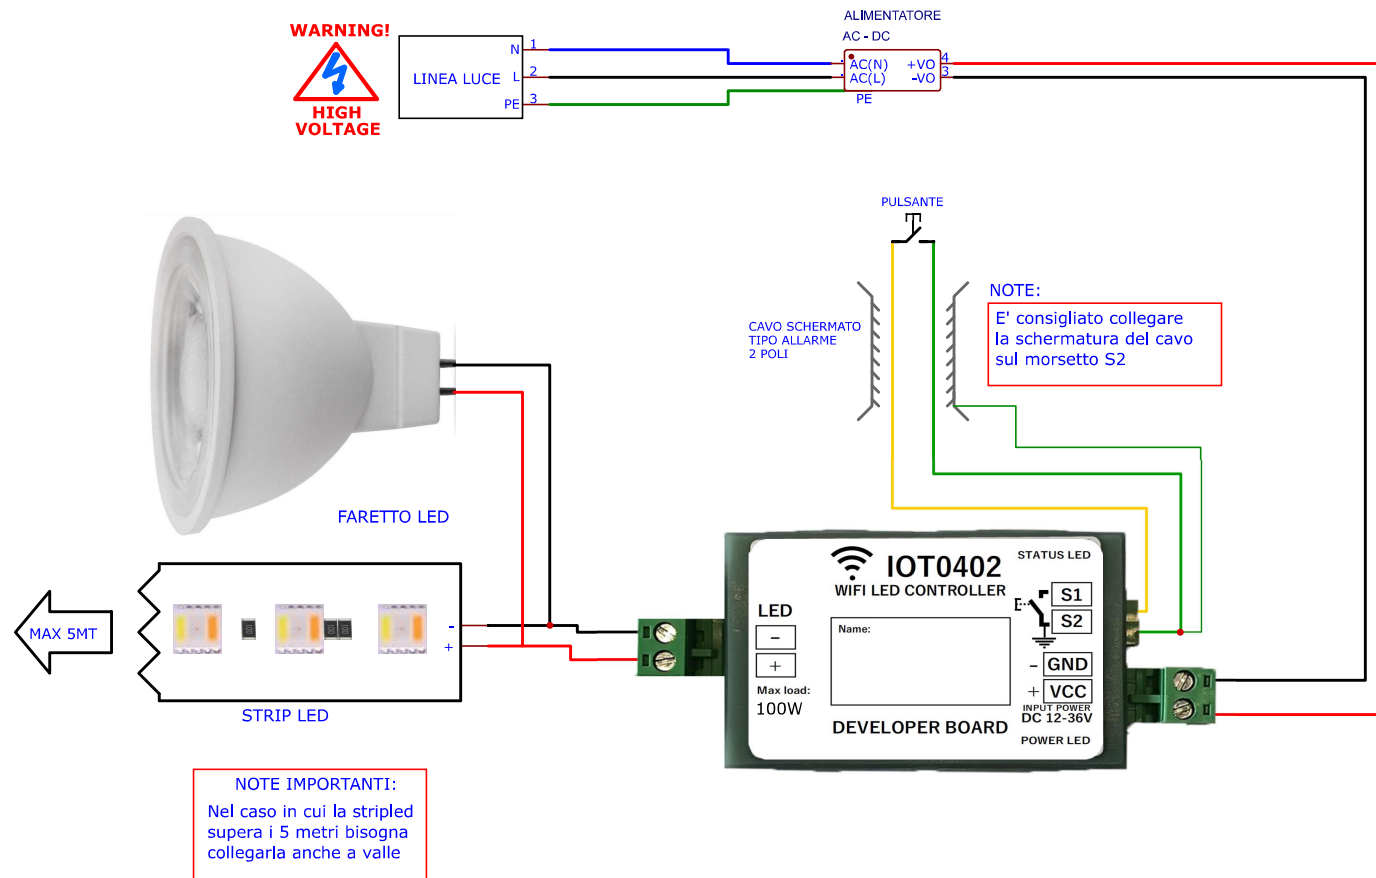 WARNING!
HIGH
VOLTAGE
LINEA LUCE
N 1
L 2
PE 3
ALIMENTATORE
AC - DC
AC(N) +VO 4
AC(L) -VO 3
PE
PULSANTE
CAVO SCHERMATO
TIPO ALLARME
2 POLI
NOTE:
E' consigliato collegare
la schermatura del cavo
sul morsetto S2
FARETTO LED
MAX 5MT
-
+
STRIP LED
IOT0402
WIFI LED CONTROLLER
STATUS LED
LED
-
+
Max load:
100W
Name:
S1
S2
- GND
+ VCC
INPUT POWER
DC 12-36V
DEVELOPER BOARD
POWER LED
NOTE IMPORTANTI:
Nel caso in cui la stripled
supera i 5 metri bisogna
collegarla anche a valle